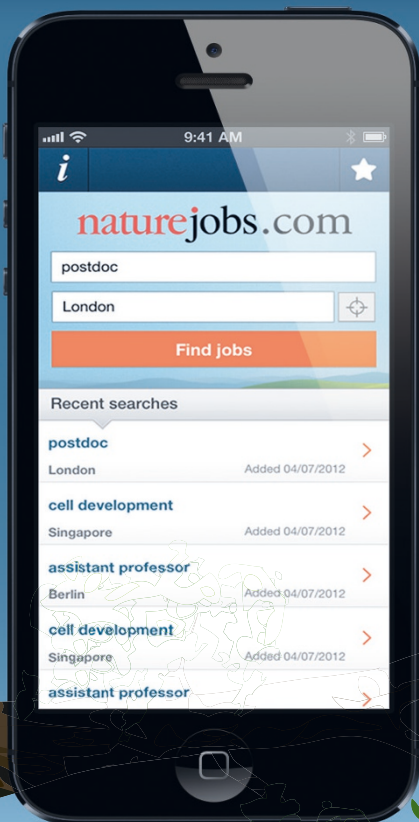 9:41 AM
i
naturejobs.com
postdoc
London
Find jobs
Recent searches
postdoc
London Added 04/07/2012
cell development
Singapore Added 04/07/2012
assistant professor
Berlin Added 04/07/2012
cell development
Singapore Added 04/07/2012
assistant professor